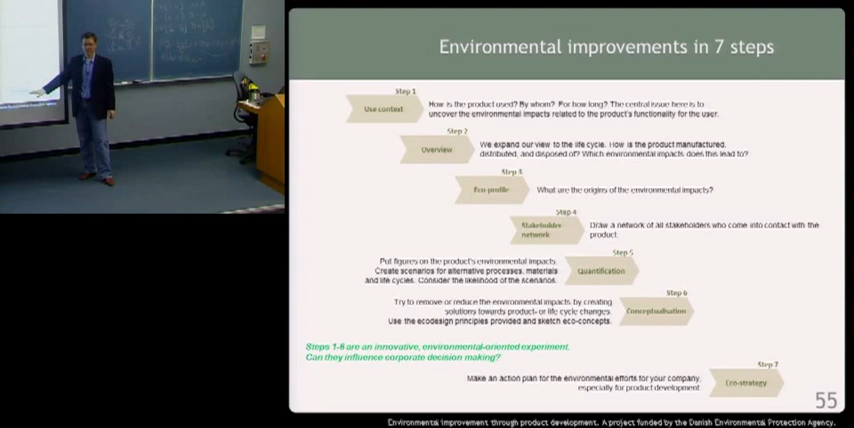 Environmental improvements in 7 steps
Step 1
Use context
How is the product used? By whom? For how long? The central issue here is to
uncover the environmental impacts related to the product's functionality for the user.
Step 2
Overview
We expand our view to the life cycle. How is the product manufactured,
distributed, and disposed of? Which environmental impacts does this lead to?
Step 3
Eco-profile
What are the origins of the environmental impacts?
Step 4
Stakeholder
network
Draw a network of all stakeholders who come into contact with the
product.
Step 5
Put figures on the product's environmental impacts.
Create scenarios for alternative processes, materials
and life cycles. Consider the likelihood of the scenarios.
Quantification
Step 6
Try to remove or reduce the environmental impacts by creating
solutions towards product- or life cycle changes.
Use the ecodesign principles provided and sketch eco-concepts.
Conceptualisation
Steps 1-6 are an innovative, environmental-oriented experiment.
Can they influence corporate decision making?
Step 7
Make an action plan for the environmental efforts for your company,
especially for product development
Eco-strategy
55
Environmental improvement through product development. A project funded by the Danish Environmental Protection Agency.